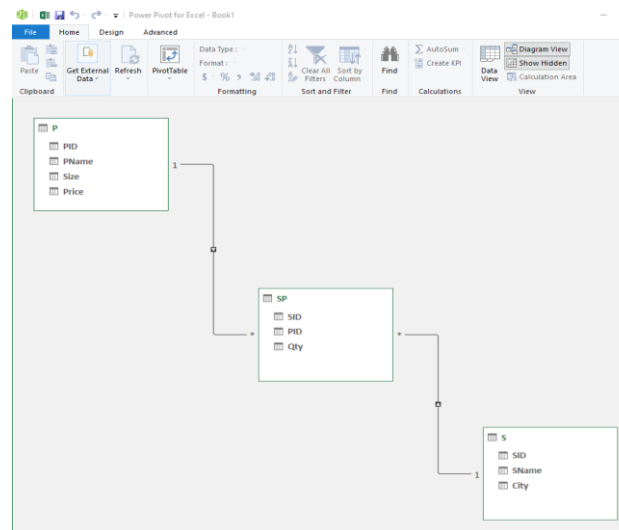 Power Pivot for Excel - Book1
File Home Design Advanced
Paste
Get External Data
Refresh
PivotTable
Data Type :
Format :
$ % ,
Clear All Filters
Sort by Column
Find
AutoSum
Create KPI
Data View
Diagram View
Show Hidden
Calculation Area
Clipboard Formatting Sort and Filter Find Calculations View
P
PID
PName
Size
Price
1
*
SP
SID
PID
Qty
*
1
S
SID
SName
City